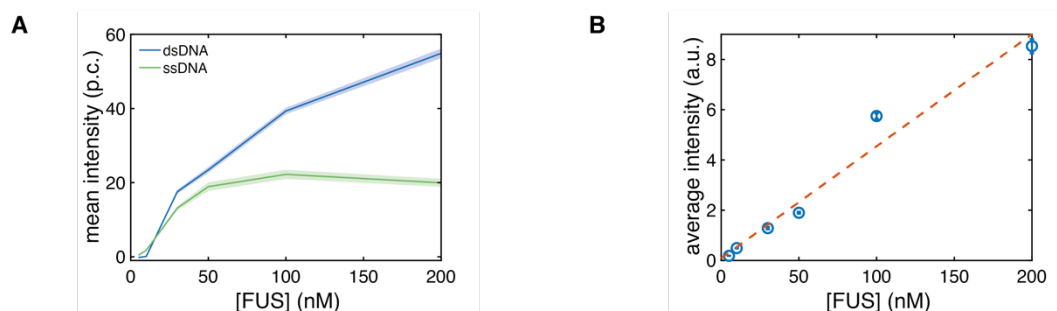 A
mean intensity (p.c.)
60
40
20
0
dsDNA
ssDNA
0 50 100 150 200
[FUS] (nM)
B
average intensity (a.u.)
8
6
4
2
0
0 50 100 150 200
[FUS] (nM)